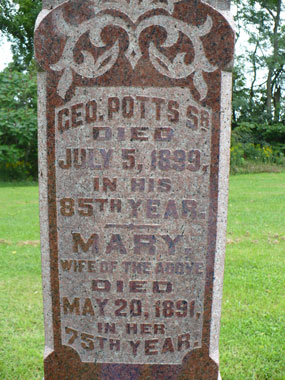 GEO. POTTS SR
DIED
JULY 5, 1899,
IN HIS
85TH YEAR.
MARY,
WIFE OF THE ABOVE
DIED
MAY 20, 1891,
IN HER
75TH YEAR.